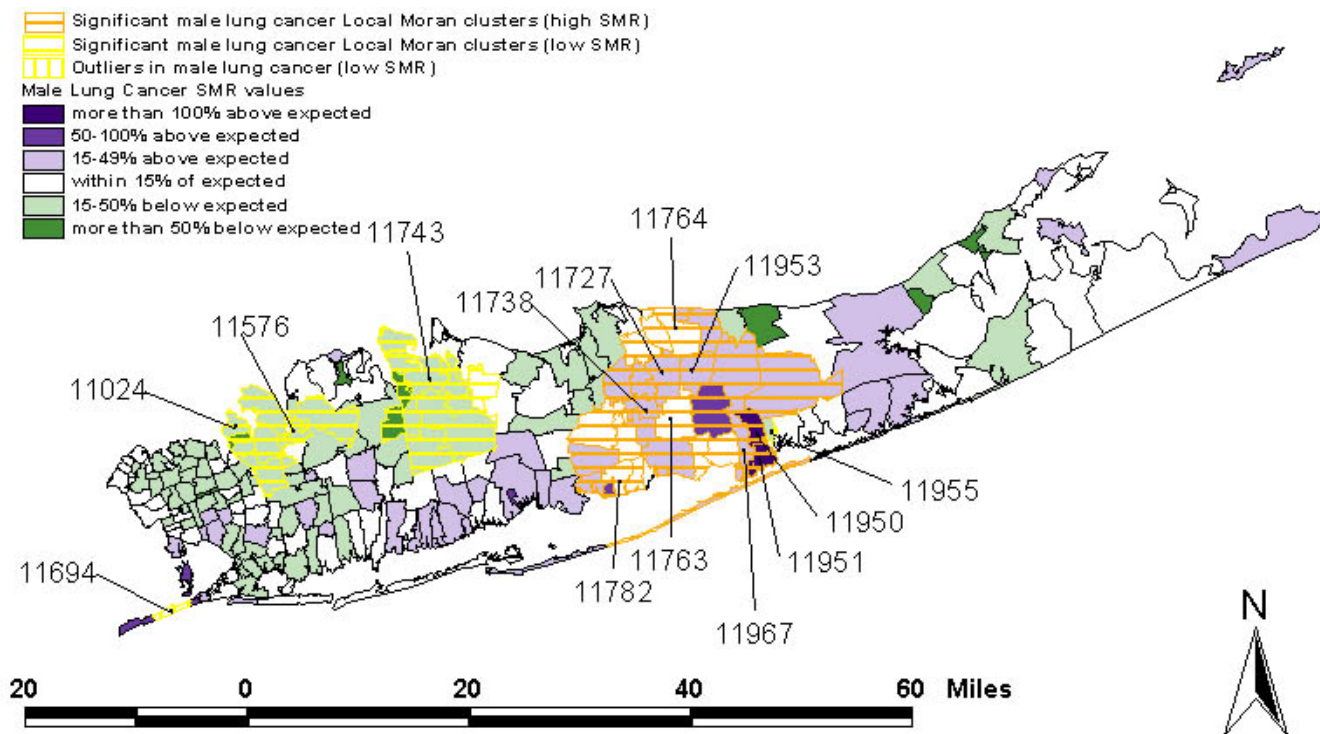 Significant male lung cancer Local Moran clusters (high SMR)
Significant male lung cancer Local Moran clusters (low SMR)
Outliers in male lung cancer (low SMR)
Male Lung Cancer SMR values
more than 100% above expected
50-100% above expected
15-49% above expected
within 15% of expected
15-50% below expected
more than 50% below expected
11743
11764
11727
11953
11738
11576
11024
11955
11950
11763
11951
11782
11694
11967
N
20 0 20 40 60 Miles